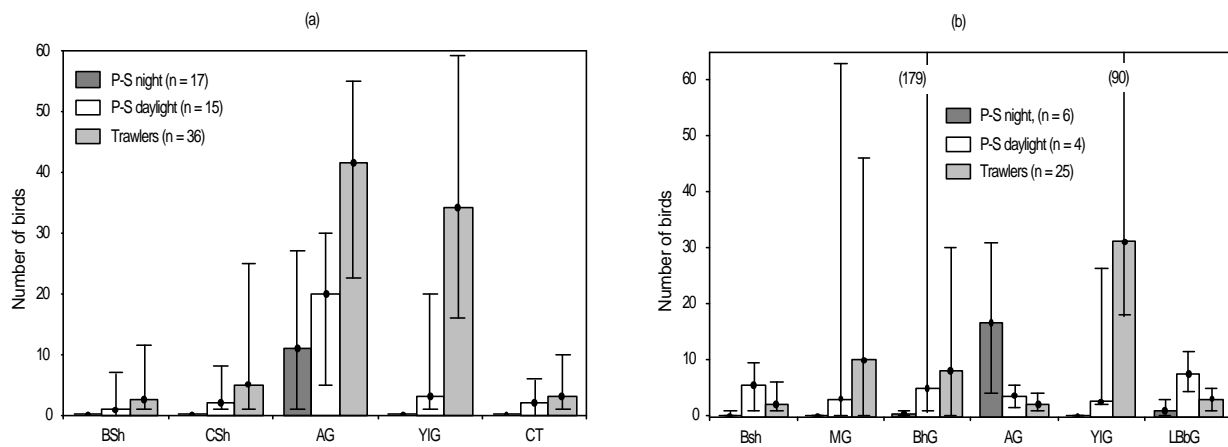 (a)
60
50
40
30
20
10
0
Number of birds
P-S night (n = 17)
P-S daylight (n = 15)
Trawlers (n = 36)
BSh
CSh
AG
YlG
CT
(b)
60
50
40
30
20
10
0
Number of birds
(179)
(90)
P-S night, (n = 6)
P-S daylight (n = 4)
Trawlers (n = 25)
Bsh
MG
BhG
AG
YlG
LBbG